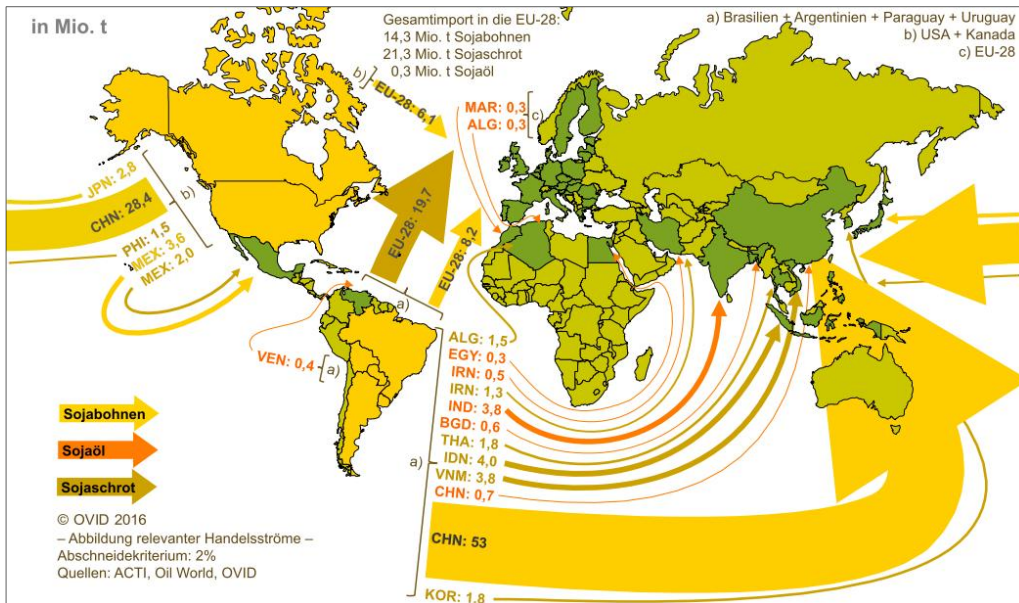 in Mio. t
Gesamtimport in die EU-28:
14,3 Mio. t Sojabohnen
21,3 Mio. t Sojaschrot
0,3 Mio. t Sojaöl
a) Brasilien + Argentinien + Paraguay + Uruguay
b) USA + Kanada
c) EU-28
b)
EU-28: 6,1
MAR: 0,3
ALG: 0,3
c)
JPN: 2,8
CHN: 28,4
b)
PHI: 1,5
MEX: 3,6
MEX: 2.0
EU-28: 19,7
EU-28: 8,2
a)
VEN: 0,4
a)
ALG: 1,5
EGY: 0,3
IRN: 0,5
IRN: 1,3
IND: 3,8
BGD: 0,6
THA: 1,8
IDN: 4,0
VNM: 3,8
CHN: 0,7
a)
CHN: 53
KOR: 1,8
Sojabohnen
Sojaöl
Sojaschrot
© OVID 2016
– Abbildung relevanter Handelsströme –
Abschneidekriterium: 2%
Quellen: ACTI, Oil World, OVID